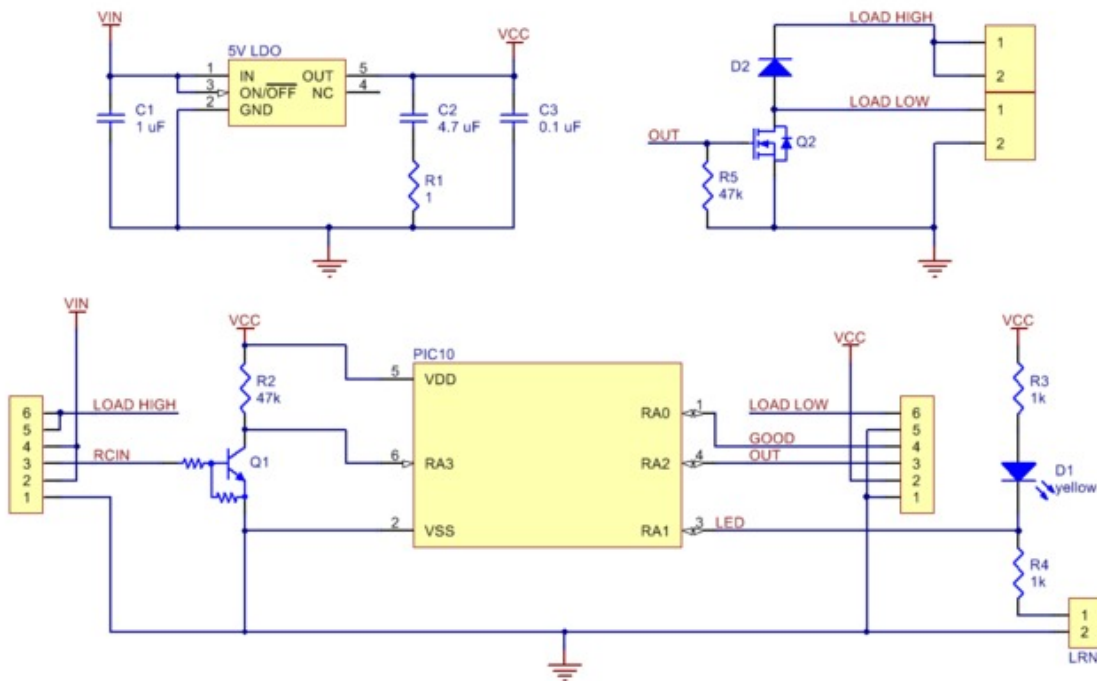 VIN
5V LDO
VCC
1 IN OUT 5
3 ON/OFF NC 4
2 GND
C1
1 uF
C2
4.7 uF
C3
0.1 uF
R1
1
LOAD HIGH
1
2
D2
LOAD LOW
1
2
OUT
Q2
R5
47k
VIN
VCC
PIC10
VCC
VCC
5 VDD
R2
47k
R3
1k
6 LOAD HIGH
5
4
3 RCIN
2
1
Q1
6 RA3
2 VSS
RA0 1
RA2 4
RA1 3 LED
LOAD LOW 6
5
GOOD 4
OUT 3
2
1
D1
yellow
R4
1k
1
2
LRN